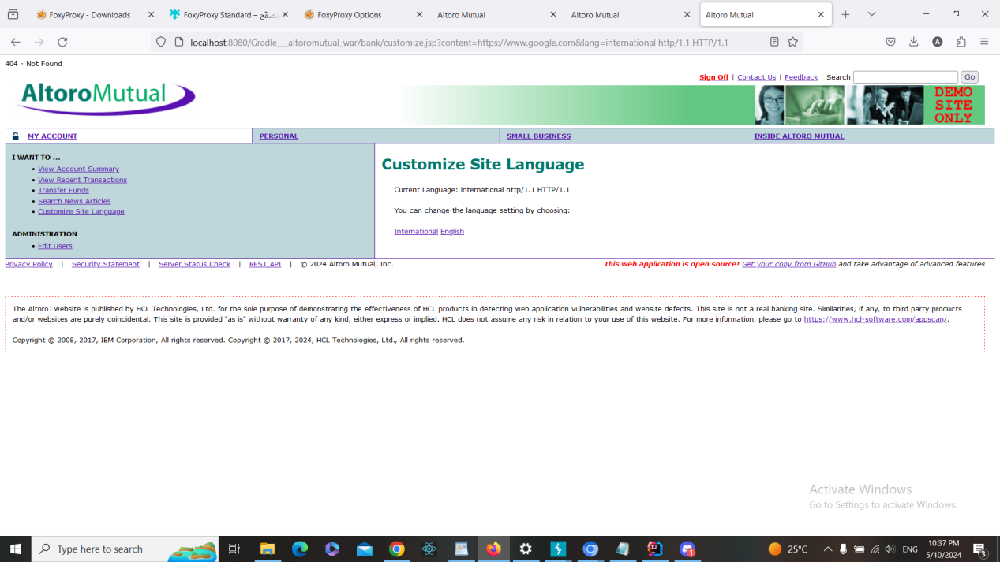 FoxyProxy - Downloads
FoxyProxy Standard –
FoxyProxy Options
Altoro Mutual
Altoro Mutual
Altoro Mutual
localhost:8080/Gradle___altoromutual_war/bank/customize.jsp?content=https://www.google.com&lang=international http/1.1 HTTP/1.1
404 - Not Found
Sign Off | Contact Us | Feedback | Search Go
AltoroMutual
DEMO
SITE
ONLY
MY ACCOUNT
PERSONAL
SMALL BUSINESS
INSIDE ALTORO MUTUAL
I WANT TO ...
• View Account Summary
• View Recent Transactions
• Transfer Funds
• Search News Articles
• Customize Site Language
ADMINISTRATION
• Edit Users
Customize Site Language
Current Language: international http/1.1 HTTP/1.1
You can change the language setting by choosing:
International English
Privacy Policy | Security Statement | Server Status Check | REST API | © 2024 Altoro Mutual, Inc.
This web application is open source! Get your copy from GitHub and take advantage of advanced features
The AltoroJ website is published by HCL Technologies, Ltd. for the sole purpose of demonstrating the effectiveness of HCL products in detecting web application vulnerabilities and website defects. This site is not a real banking site. Similarities, if any, to third party products
and/or websites are purely coincidental. This site is provided "as is" without warranty of any kind, either express or implied. HCL does not assume any risk in relation to your use of this website. For more information, please go to https://www.hcl-software.com/appscan/.
Copyright © 2008, 2017, IBM Corporation, All rights reserved. Copyright © 2017, 2024, HCL Technologies, Ltd., All rights reserved.
Activate Windows
Go to Settings to activate Windows.
Type here to search
25°C
ENG
10:37 PM
5/10/2024